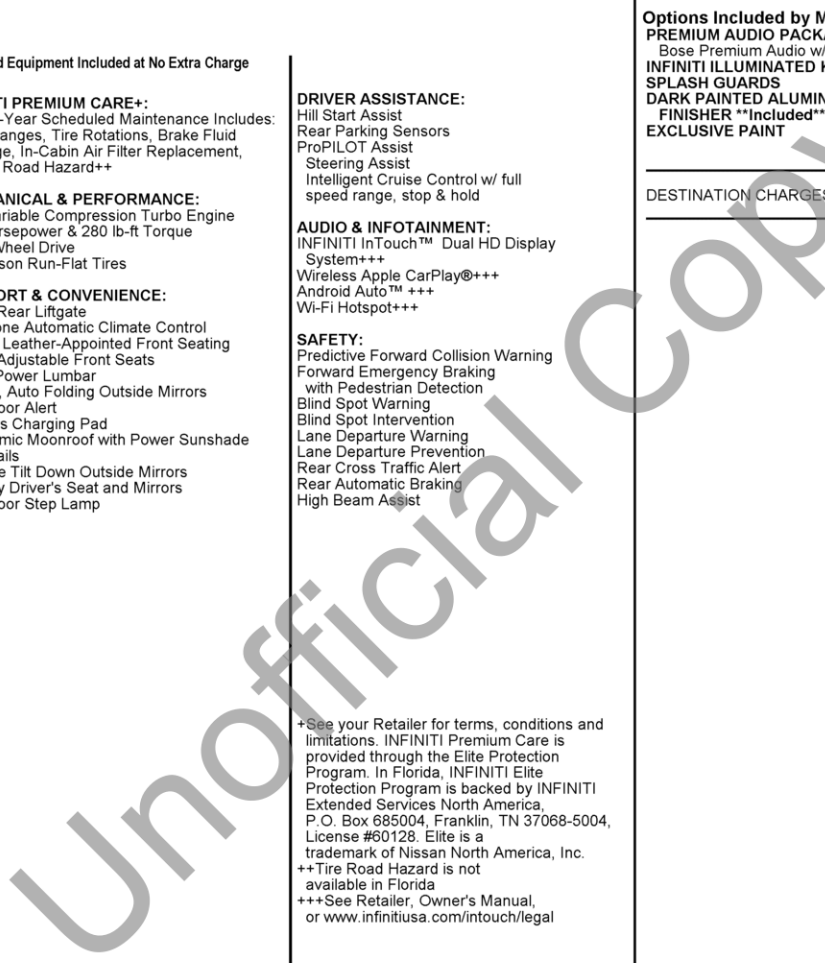 d Equipment Included at No Extra Charge
TI PREMIUM CARE+:
-Year Scheduled Maintenance Includes:
anges, Tire Rotations, Brake Fluid
ge, In-Cabin Air Filter Replacement,
Road Hazard++
ANICAL & PERFORMANCE:
ariable Compression Turbo Engine
rsepower & 280 lb-ft Torque
Wheel Drive
son Run-Flat Tires
ORT & CONVENIENCE:
Rear Liftgate
one Automatic Climate Control
Leather-Appointed Front Seating
Adjustable Front Seats
Power Lumbar
, Auto Folding Outside Mirrors
oor Alert
s Charging Pad
mic Moonroof with Power Sunshade
ails
e Tilt Down Outside Mirrors
y Driver's Seat and Mirrors
oor Step Lamp
DRIVER ASSISTANCE:
Hill Start Assist
Rear Parking Sensors
ProPILOT Assist
Steering Assist
Intelligent Cruise Control w/ full
speed range, stop & hold
AUDIO & INFOTAINMENT:
INFINITI InTouch™ Dual HD Display
System+++
Wireless Apple CarPlay®+++
Android Auto™ +++
Wi-Fi Hotspot+++
SAFETY:
Predictive Forward Collision Warning
Forward Emergency Braking
with Pedestrian Detection
Blind Spot Warning
Blind Spot Intervention
Lane Departure Warning
Lane Departure Prevention
Rear Cross Traffic Alert
Rear Automatic Braking
High Beam Assist
+See your Retailer for terms, conditions and
limitations. INFINITI Premium Care is
provided through the Elite Protection
Program. In Florida, INFINITI Elite
Protection Program is backed by INFINITI
Extended Services North America,
P.O. Box 685004, Franklin, TN 37068-5004,
License #60128. Elite is a
trademark of Nissan North America, Inc.
++Tire Road Hazard is not
available in Florida
+++See Retailer, Owner's Manual,
or www.infinitiusa.com/intouch/legal
Options Included by M
PREMIUM AUDIO PACKA
Bose Premium Audio w/
INFINITI ILLUMINATED K
SPLASH GUARDS
DARK PAINTED ALUMIN
FINISHER **Included**
EXCLUSIVE PAINT
DESTINATION CHARGES
Unofficial Copy